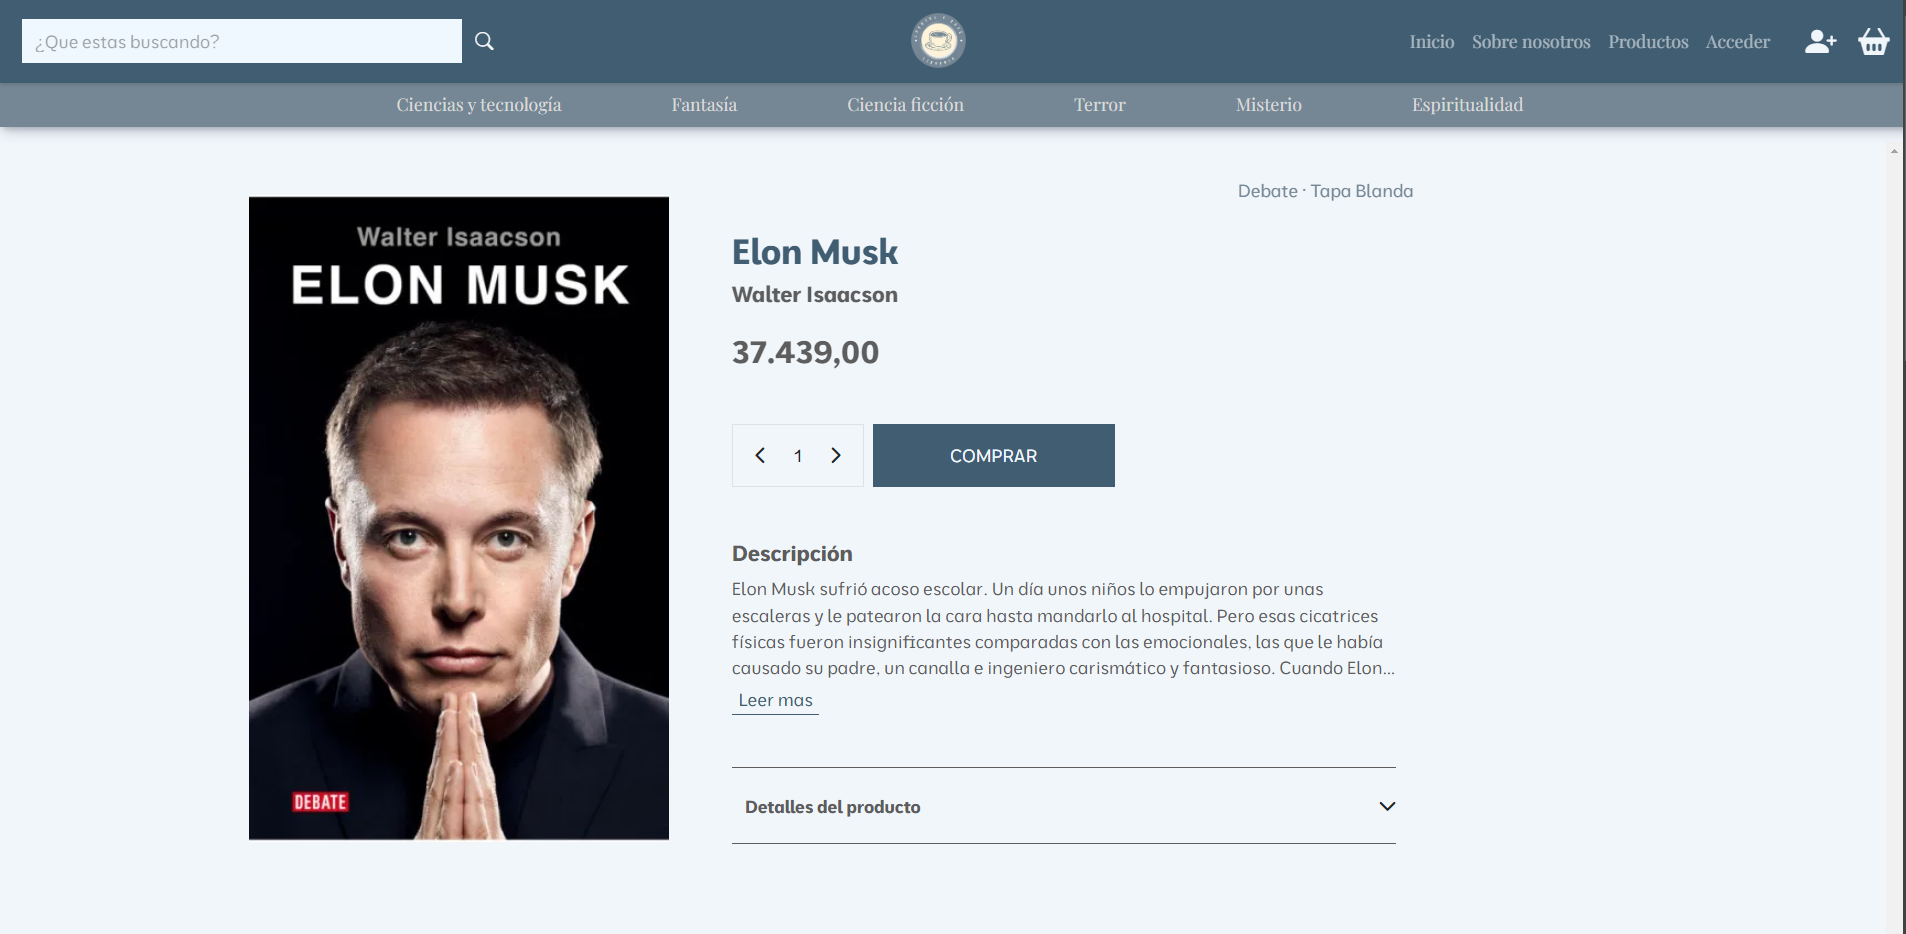 ¿Que estas buscando?
Inicio Sobre nosotros Productos Acceder
Ciencias y tecnología Fantasía Ciencia ficción Terror Misterio Espiritualidad
Debate · Tapa Blanda
Walter Isaacson
ELON MUSK
DEBATE
Elon Musk
Walter Isaacson
37.439,00
1
COMPRAR
Descripción
Elon Musk sufrió acoso escolar. Un día unos niños lo empujaron por unas
escaleras y le patearon la cara hasta mandarlo al hospital. Pero esas cicatrices
físicas fueron insignificantes comparadas con las emocionales, las que le había
causado su padre, un canalla e ingeniero carismático y fantasioso. Cuando Elon...
Leer mas
Detalles del producto